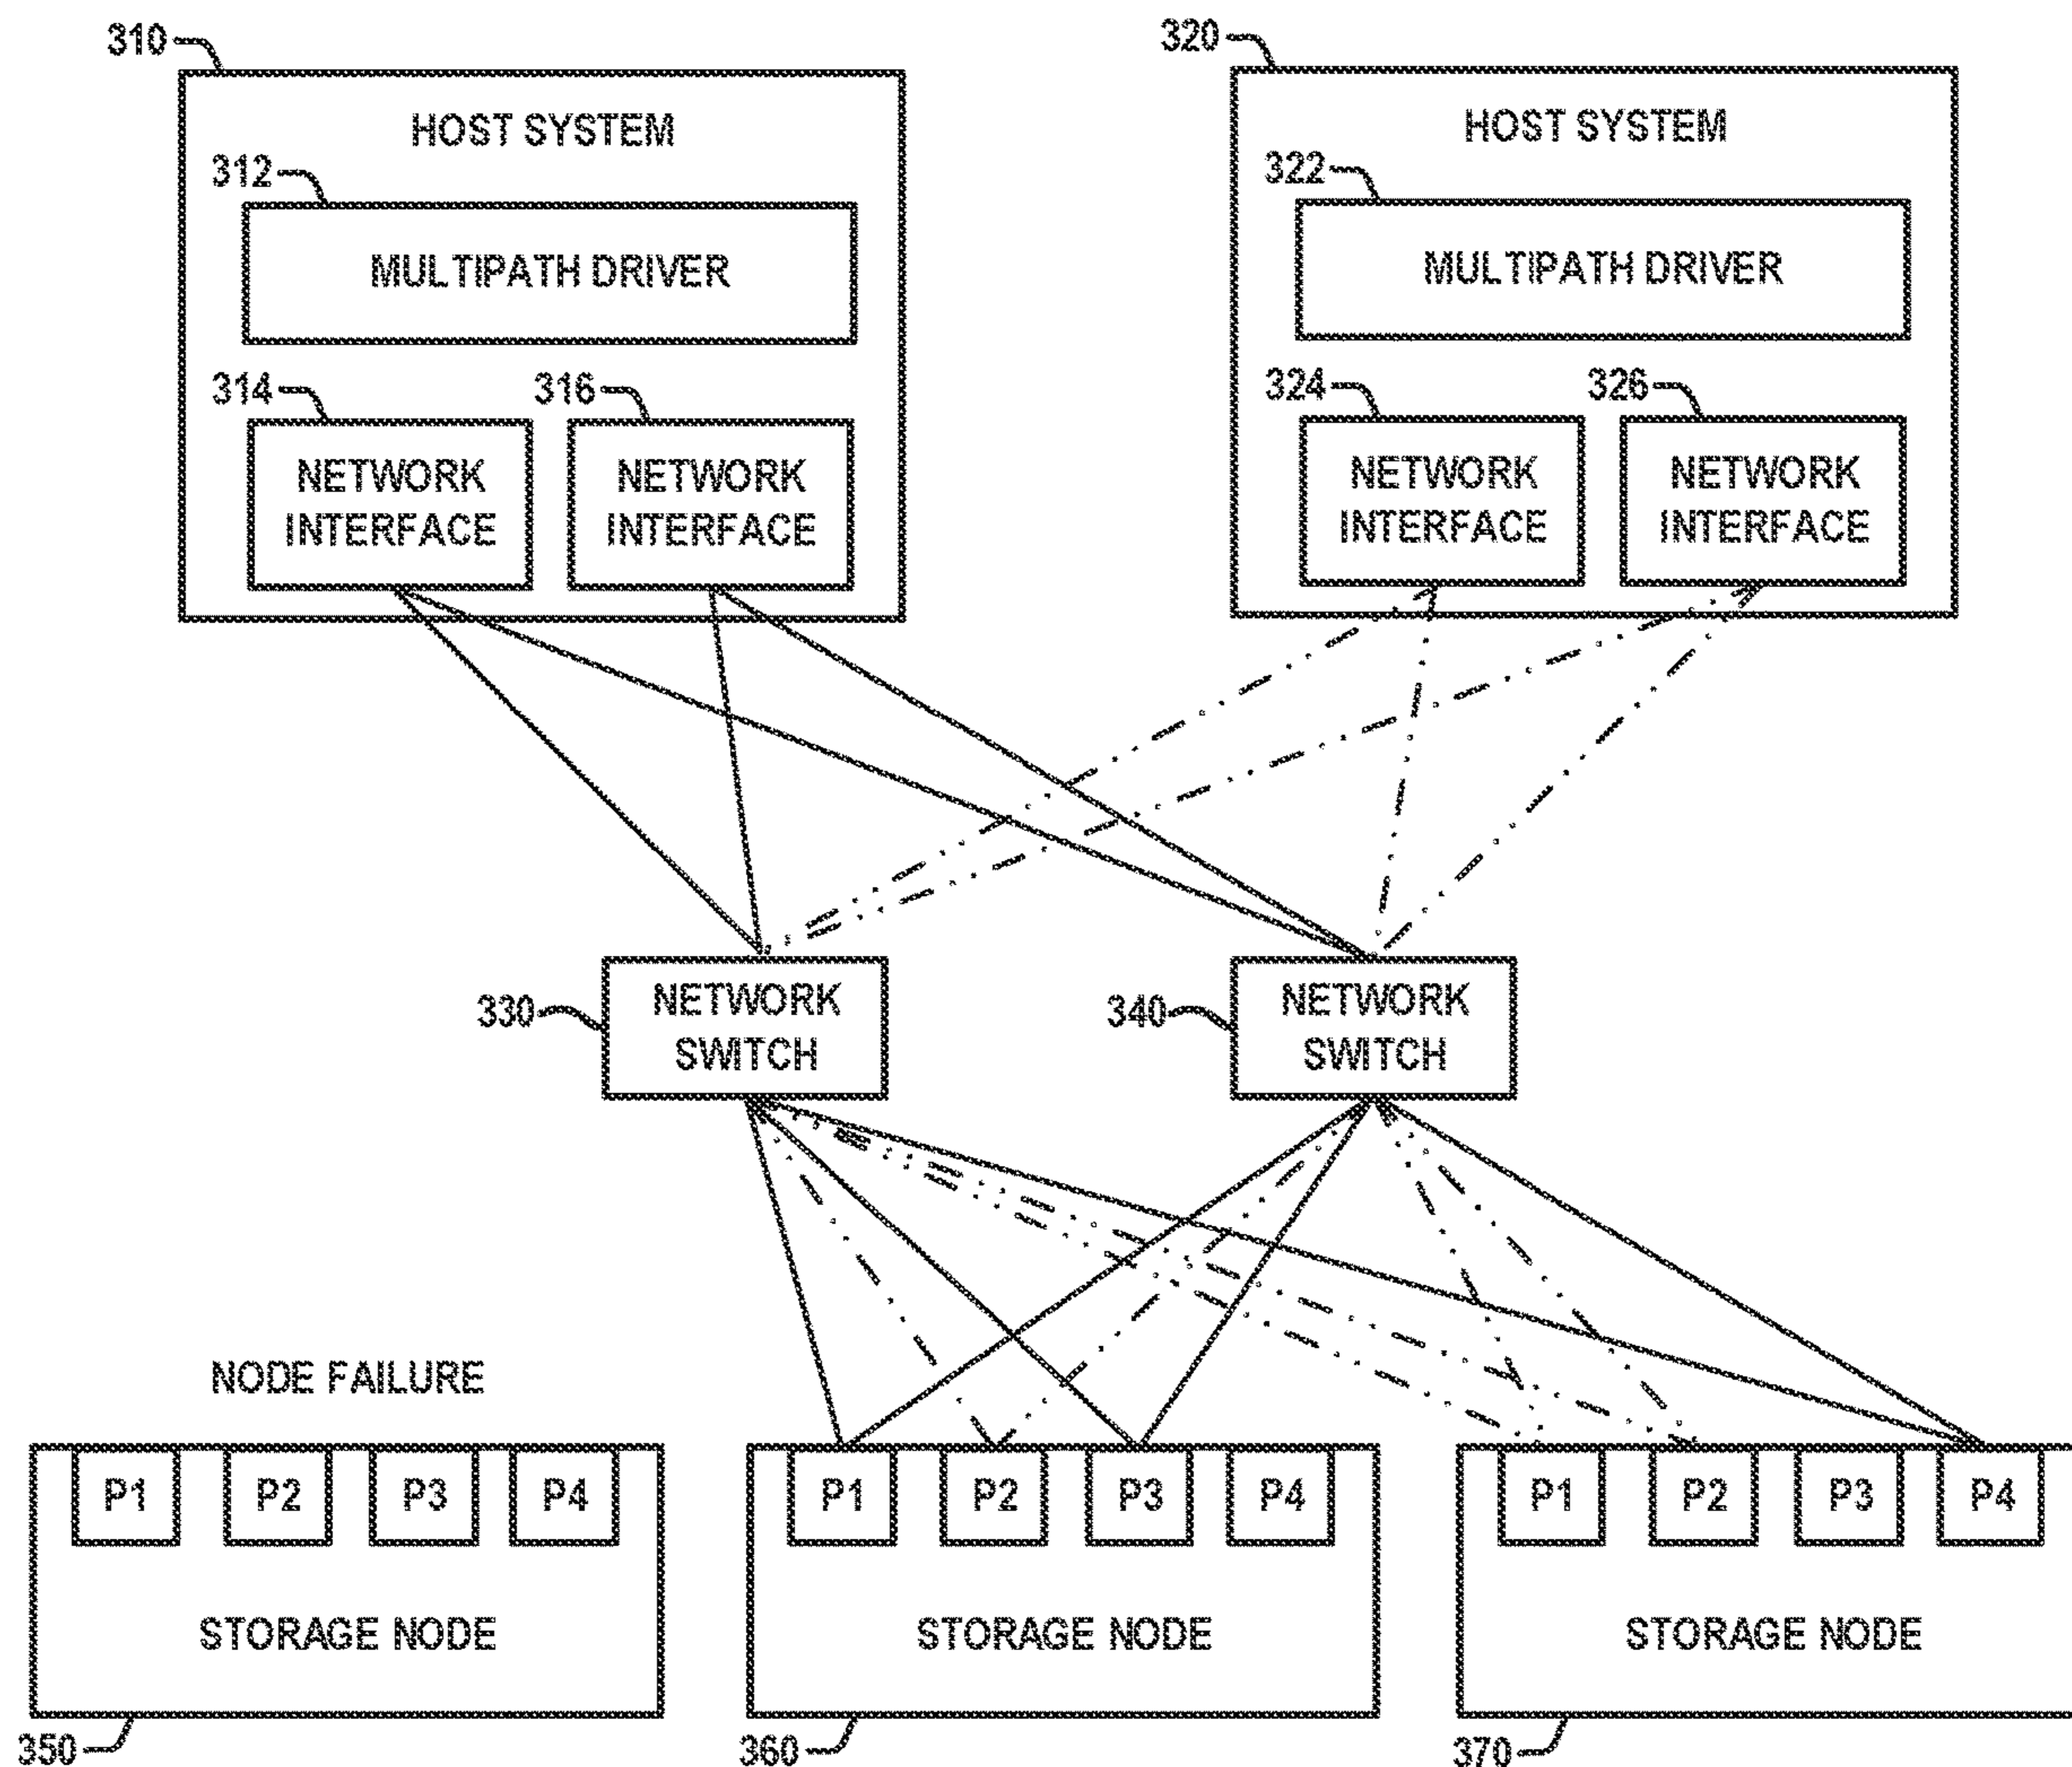 310
320
HOST SYSTEM
HOST SYSTEM
312
322
MULTIPATH DRIVER
MULTIPATH DRIVER
314
316
324
326
NETWORK
INTERFACE
NETWORK
INTERFACE
NETWORK
INTERFACE
NETWORK
INTERFACE
330
NETWORK
SWITCH
340
NETWORK
SWITCH
NODE FAILURE
P1
P2
P3
P4
P1
P2
P3
P4
P1
P2
P3
P4
STORAGE NODE
STORAGE NODE
STORAGE NODE
350
360
370